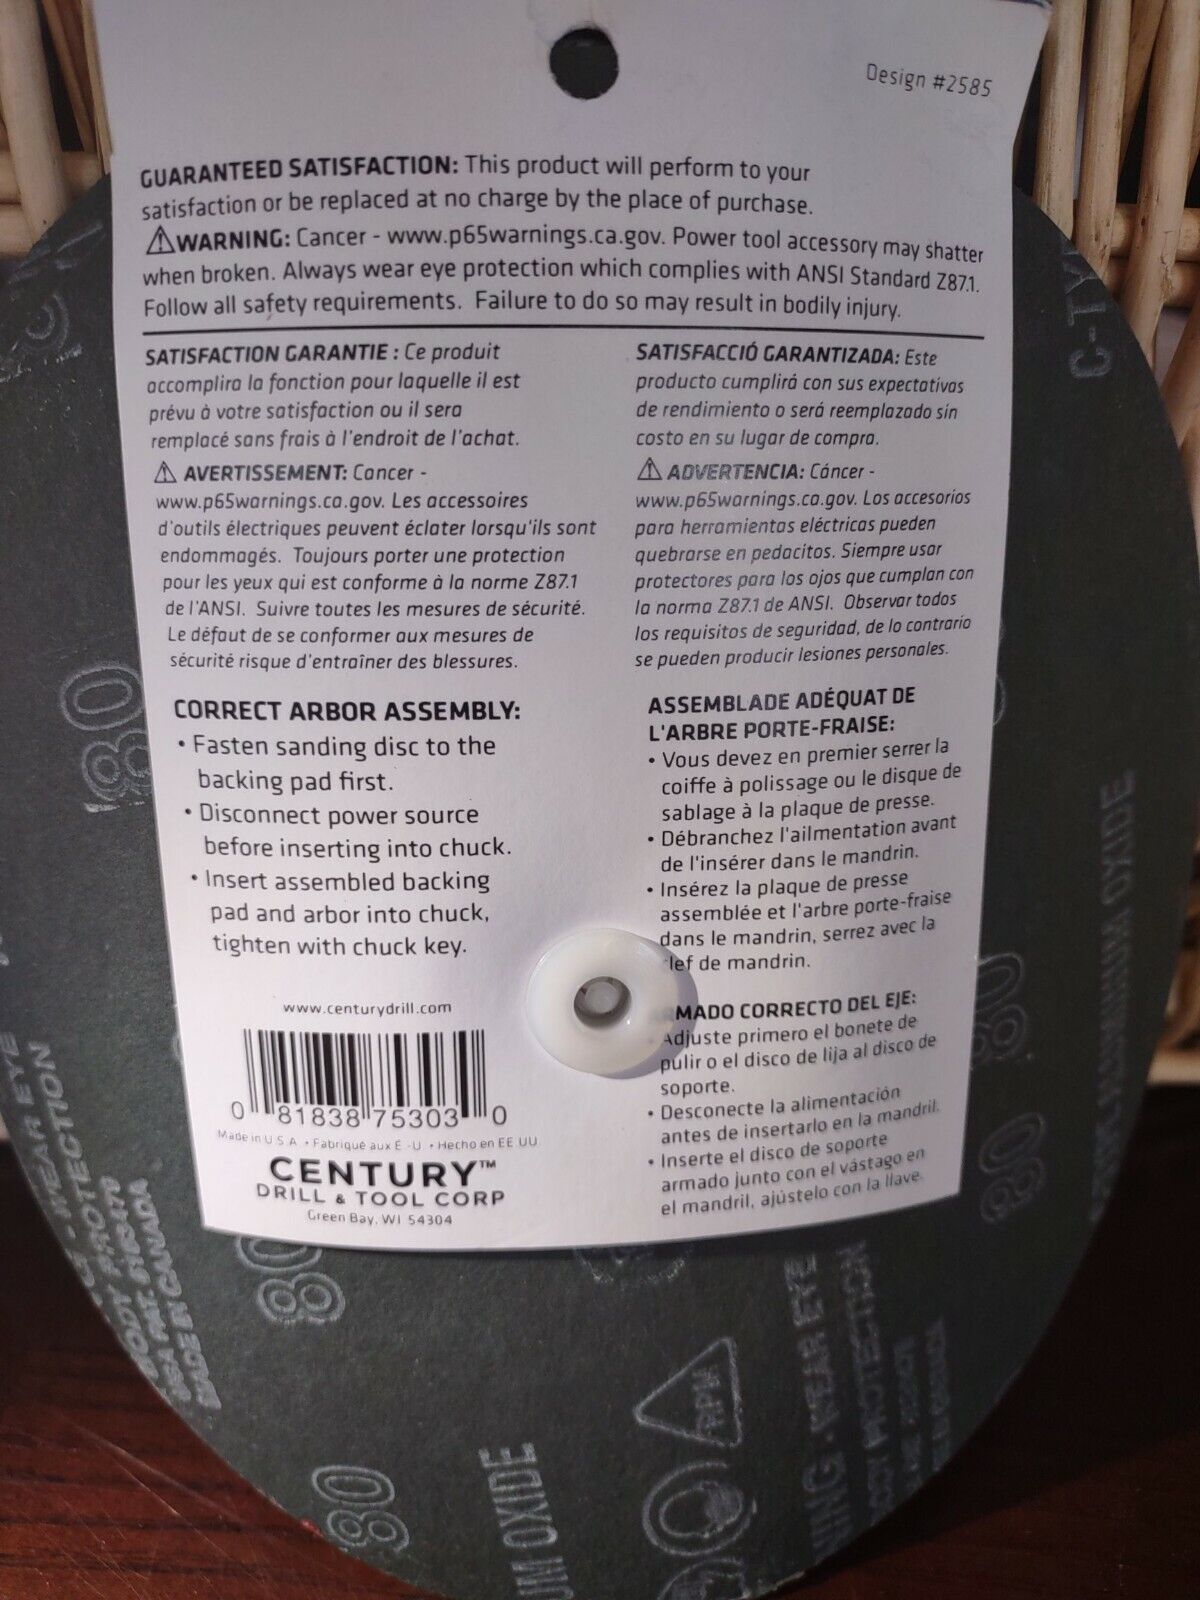 Design #2585
GUARANTEED SATISFACTION: This product will perform to your
satisfaction or be replaced at no charge by the place of purchase.
⚠WARNING: Cancer - www.p65warnings.ca.gov. Power tool accessory may shatter
when broken. Always wear eye protection which complies with ANSI Standard Z87.1.
Follow all safety requirements. Failure to do so may result in bodily injury.
SATISFACTION GARANTIE : Ce produit
accomplira la fonction pour laquelle il est
prévu à votre satisfaction ou il sera
remplacé sans frais à l'endroit de l'achat.
⚠ AVERTISSEMENT: Cancer -
www.p65warnings.ca.gov. Les accessoires
d'outils électriques peuvent éclater lorsqu'ils sont
endommagés. Toujours porter une protection
pour les yeux qui est conforme à la norme Z87.1
de l'ANSI. Suivre toutes les mesures de sécurité.
Le défaut de se conformer aux mesures de
sécurité risque d'entraîner des blessures.
SATISFACCIÓ GARANTIZADA: Este
producto cumplirá con sus expectativas
de rendimiento o será reemplazado sin
costo en su lugar de compra.
⚠ ADVERTENCIA: Cáncer -
www.p65warnings.ca.gov. Los accesorios
para herramientas eléctricas pueden
quebrarse en pedacitos. Siempre usar
protectores para los ojos que cumplan con
la norma Z87.1 de ANSI. Observar todos
los requisitos de seguridad, de lo contrario
se pueden producir lesiones personales.
CORRECT ARBOR ASSEMBLY:
• Fasten sanding disc to the
backing pad first.
• Disconnect power source
before inserting into chuck.
• Insert assembled backing
pad and arbor into chuck,
tighten with chuck key.
www.centurydrill.com
0 81838 75303 0
Made in U.S.A. • Fabriqué aux É.-U. • Hecho en EE.UU.
CENTURY™
DRILL & TOOL CORP
Green Bay, WI 54304
ASSEMBLADE ADÉQUAT DE
L'ARBRE PORTE-FRAISE:
• Vous devez en premier serrer la
coiffe à polissage ou le disque de
sablage à la plaque de presse.
• Débranchez l'ailmentation avant
de l'insérer dans le mandrin.
• Insérez la plaque de presse
assemblée et l'arbre porte-fraise
dans le mandrin, serrez avec la
lef de mandrin.
RMADO CORRECTO DEL EJE:
Adjuste primero el bonete de
pulir o el disco de lija al disco de
soporte.
• Desconecte la alimentación
antes de insertarlo en la mandril.
• Inserte el disco de soporte
armado junto con el vástago en
el mandril, ajústelo con la llave.
C-TY
80
80
80
80
80
WEAR EYE
BODY PROTECTION
MADE IN CANADA
UM OXIDE
NING - WEAR EYE
BODY PROTECTION